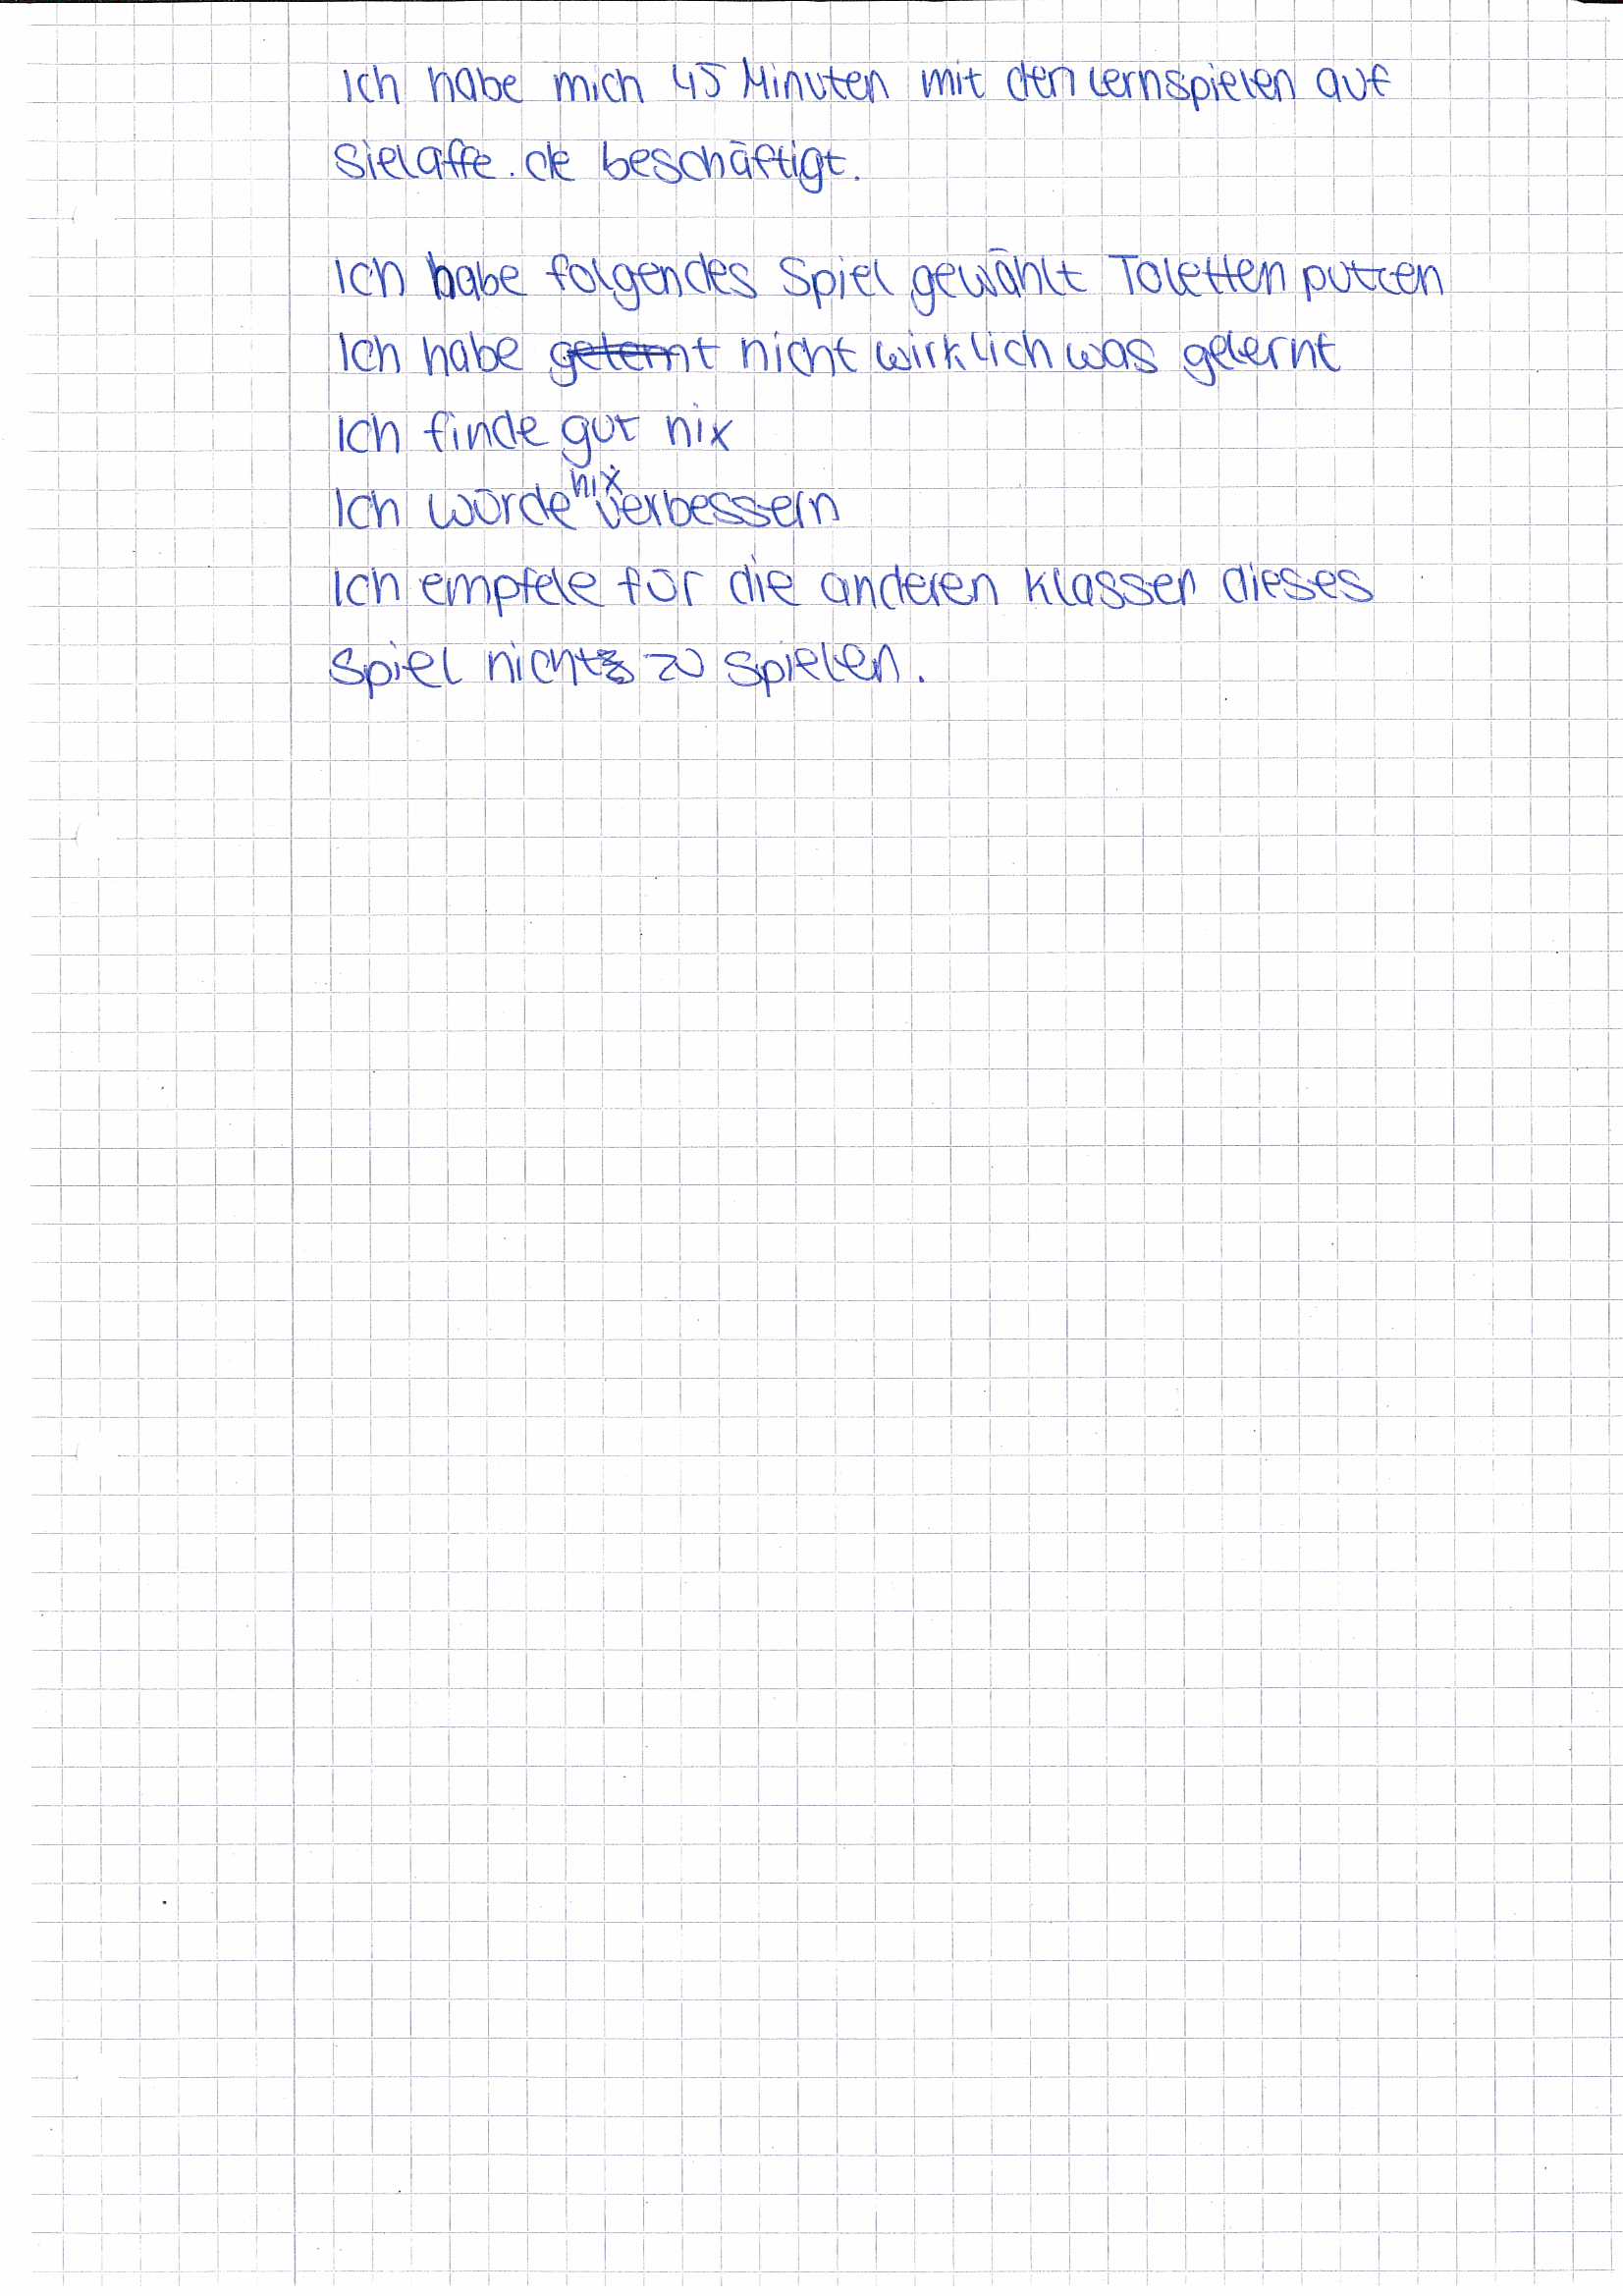 Ich habe mich 45 Minuten mit den Lernspielen auf
Sielaffe.de beschäftigt.
Ich habe folgendes Spiel gewählt Toletten putten
Ich habe gelernt nicht wirklich was gelernt
Ich finde gut nix
Ich würde nix verbessern
Ich empfele für die anderen Klassen dieses
Spiel nicht zu spielen.